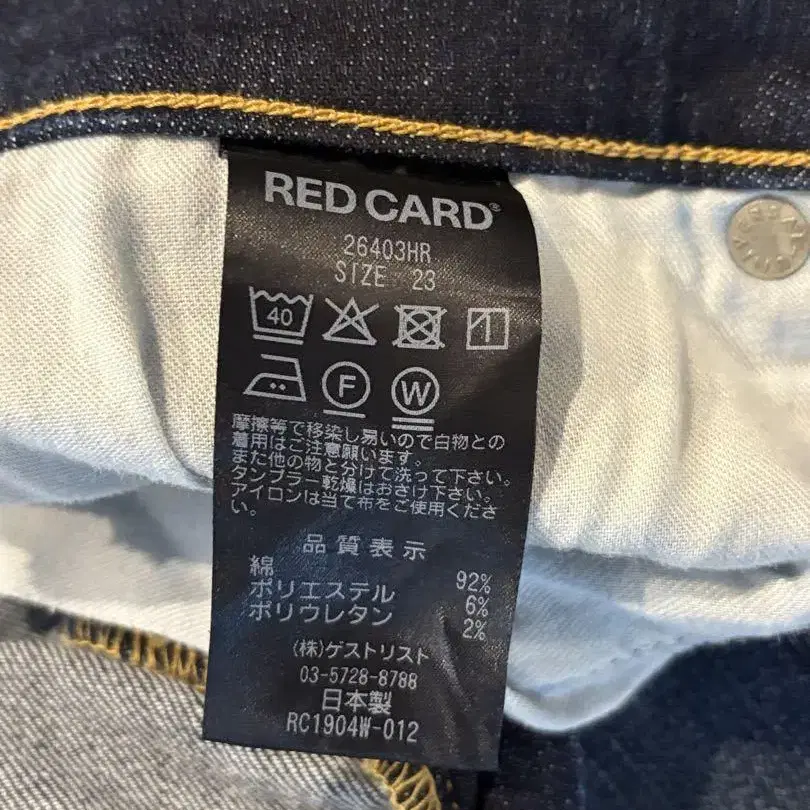 RED CARD®
26403HR
SIZE 23
40
F W
摩擦等で移染し易いので白物との
着用はご注意願います。
また他の物と分けて洗って下さい。
タンブラー乾燥はおさけ下さい。
アイロンは当て布をご使用くださ
い。
品質表示
綿 92%
ポリエステル 6%
ポリウレタン 2%
(株)ゲストリスト
03-5728-8788
日本製
RC1904W-012